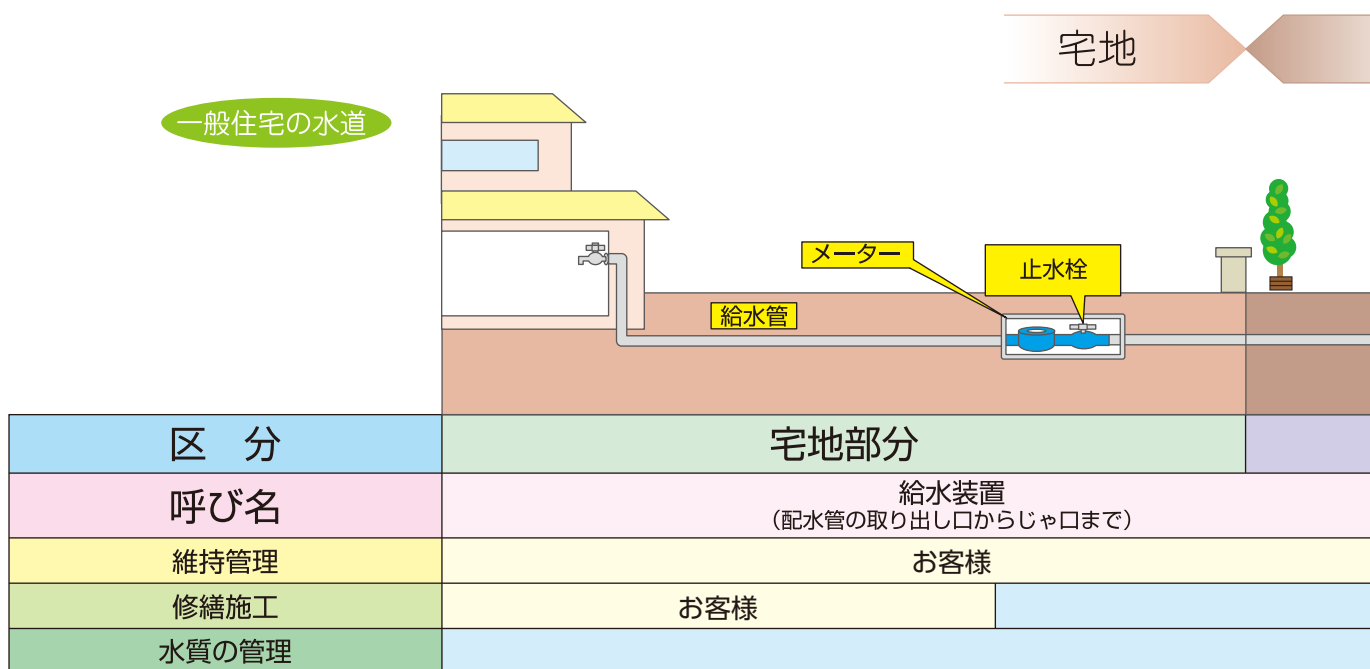 宅地
一般住宅の水道
メーター
止水栓
給水管
区　分
宅地部分
呼び名
給水装置
（配水管の取り出し口からじゃ口まで）
維持管理
お客様
修繕施工
お客様
水質の管理